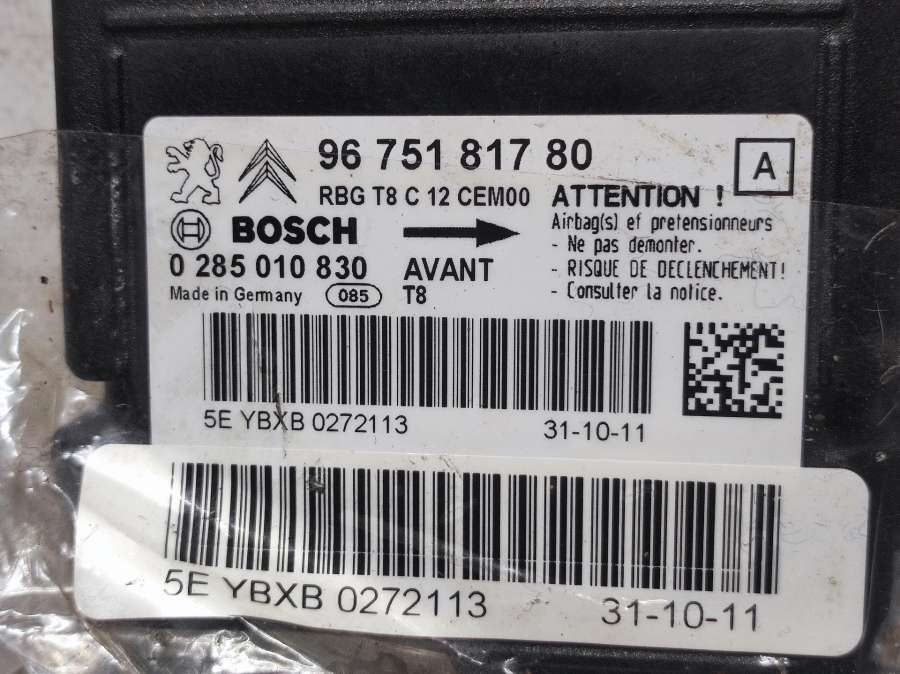 96 751 817 80
A
RBG T8 C 12 CEM00
ATTENTION !
BOSCH
Airbag(s) et pretensionneurs
- Ne pas démonter.
0 285 010 830
AVANT
- RISQUE DE DECLENCHEMENT!
Made in Germany
085
T8
- Consulter la notice.
5E YBXB 0272113
31-10-11
5E YBXB 0272113
31-10-11